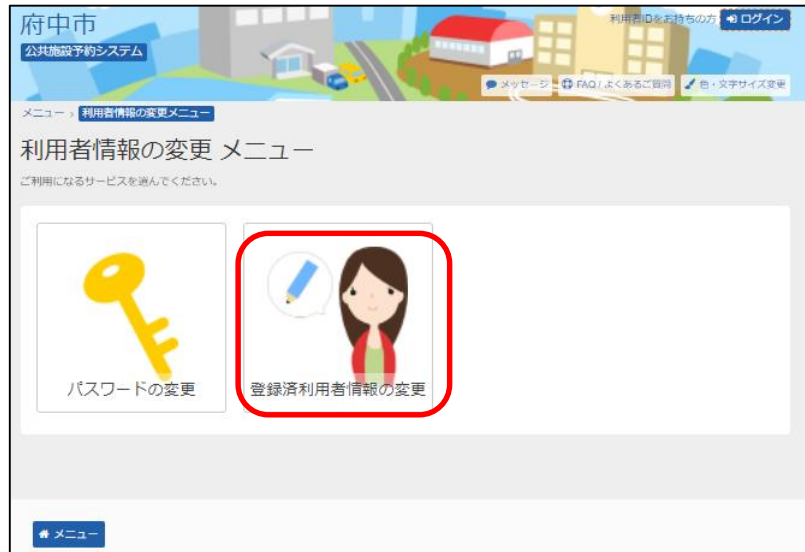 府中市
公共施設予約システム
利用者IDをお持ちの方 ログイン
メッセージ FAQ / よくあるご質問 色・文字サイズ変更
メニュー › 利用者情報の変更メニュー
利用者情報の変更 メニュー
ご利用になるサービスを選んでください。
パスワードの変更
登録済利用者情報の変更
メニュー